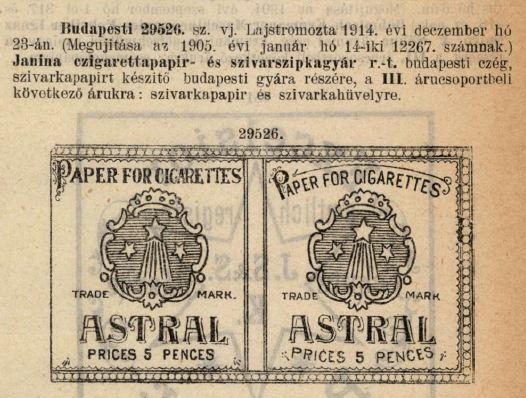 Budapesti 29526. sz. vj. Lajstromozta 1914. évi deczember hó
23-án. (Megujitása az 1905. évi január hó 14-iki 12267. számnak.)
Janina czigarettapapir- és szivarszipkagyár r.-t. budapesti czég,
szivarkapapirt készitő budapesti gyára részére, a III. árucsoportbeli
következő árukra: szivarkapapir és szivarkahüvelyre.
29526.
PAPER FOR CIGARETTES
TRADE MARK.
ASTRAL
PRICES 5 PENCES
PAPER FOR CIGARETTES
TRADE MARK
ASTRAL
PRICES 5 PENCES